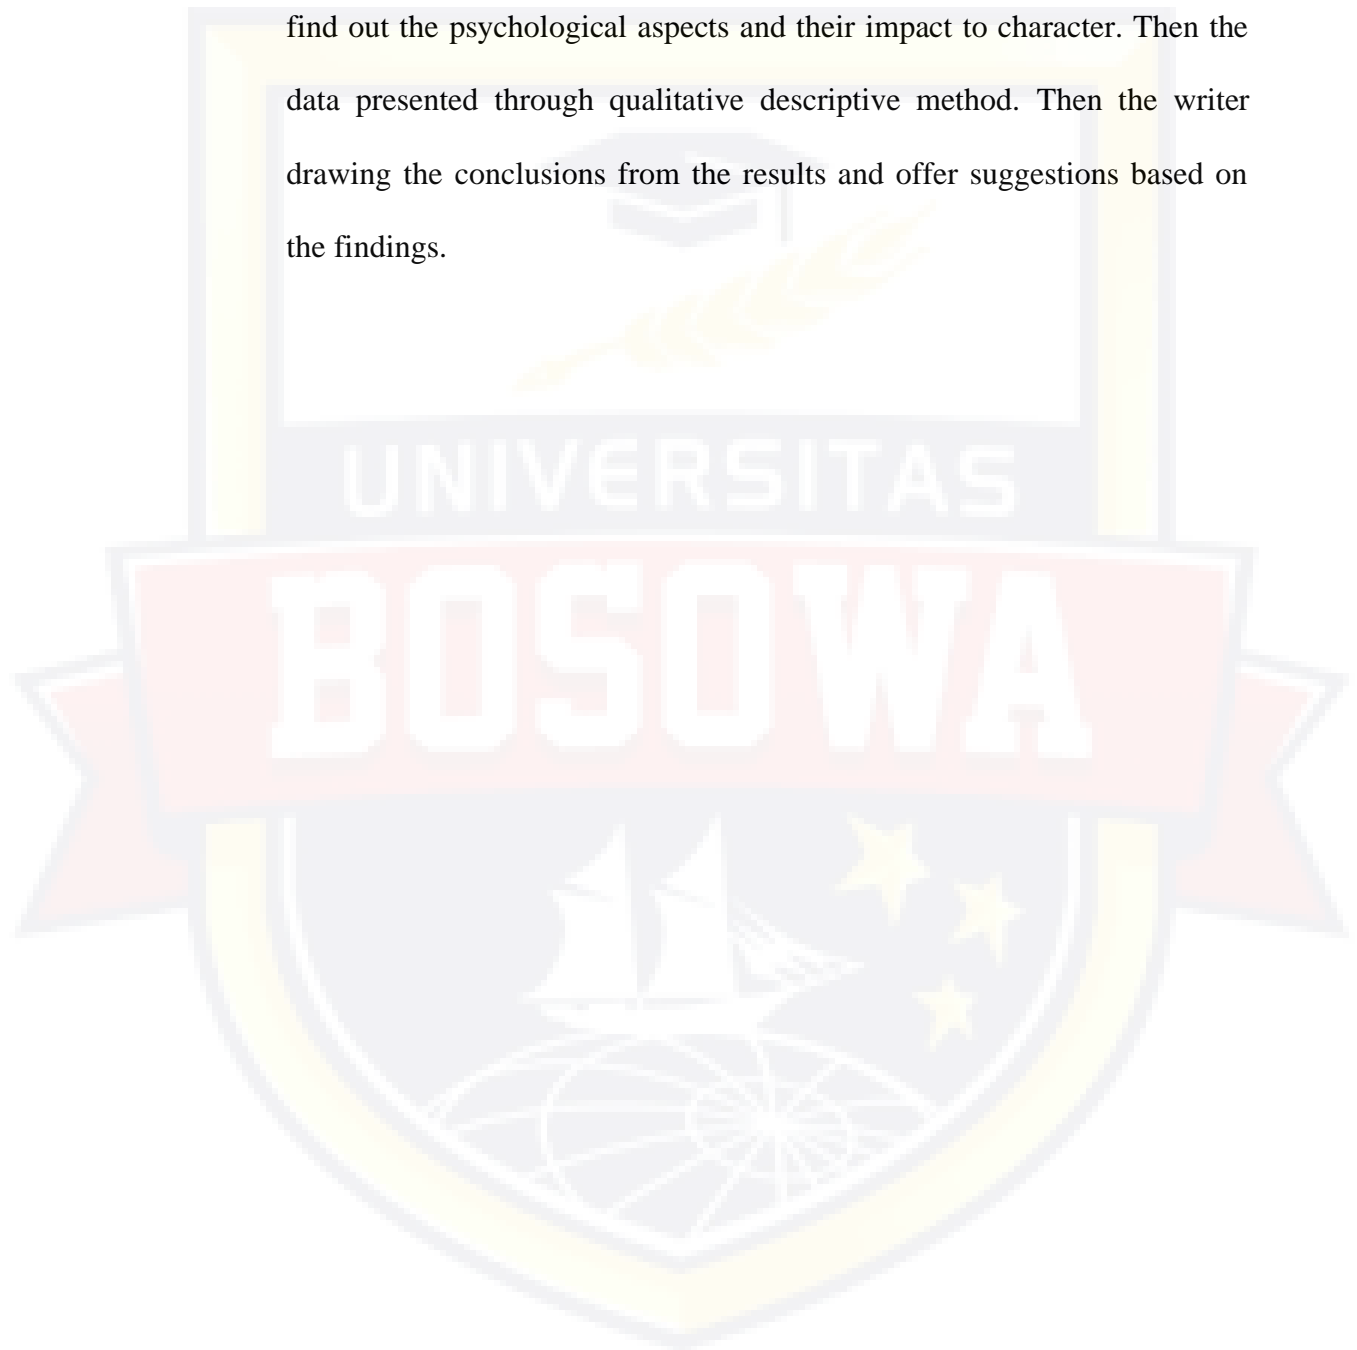 find out the psychological aspects and their impact to character. Then the
data presented through qualitative descriptive method. Then the writer
drawing the conclusions from the results and offer suggestions based on
the findings.
UNIVERSITAS
BOSOWA